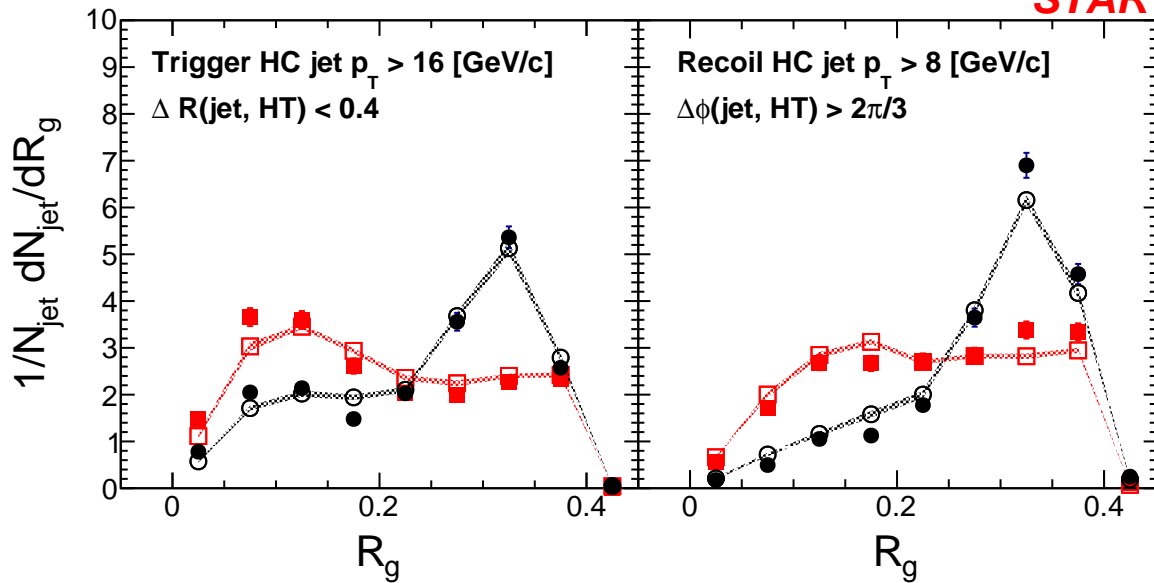 STAR
Trigger HC jet p_T > 16 [GeV/c]
Δ R(jet, HT) < 0.4
Recoil HC jet p_T > 8 [GeV/c]
Δϕ(jet, HT) > 2π/3
1/N_jet dN_jet/dR_g
10
9
8
7
6
5
4
3
2
1
0
0
0.2
0.4
0
0.2
0.4
R_g
R_g